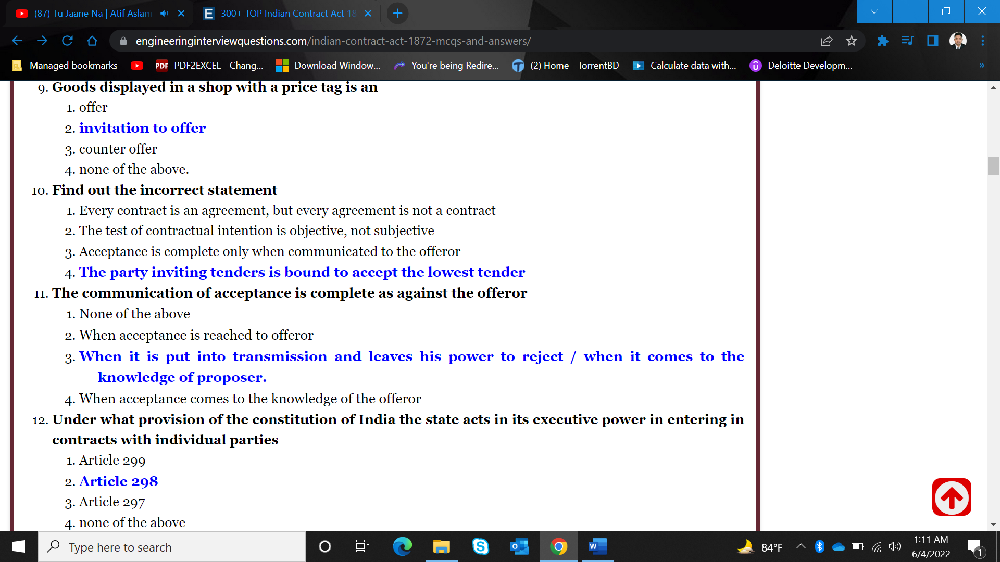 (87) Tu Jaane Na | Atif Aslam
E 300+ TOP Indian Contract Act 18
engineeringinterviewquestions.com/indian-contract-act-1872-mcqs-and-answers/
Managed bookmarks PDF PDF2EXCEL - Chang... Download Window... You're being Redire... (2) Home - TorrentBD Calculate data with... Deloitte Developm... »
9. Goods displayed in a shop with a price tag is an
1. offer
2. invitation to offer
3. counter offer
4. none of the above.
10. Find out the incorrect statement
1. Every contract is an agreement, but every agreement is not a contract
2. The test of contractual intention is objective, not subjective
3. Acceptance is complete only when communicated to the offeror
4. The party inviting tenders is bound to accept the lowest tender
11. The communication of acceptance is complete as against the offeror
1. None of the above
2. When acceptance is reached to offeror
3. When it is put into transmission and leaves his power to reject / when it comes to the
knowledge of proposer.
4. When acceptance comes to the knowledge of the offeror
12. Under what provision of the constitution of India the state acts in its executive power in entering in
contracts with individual parties
1. Article 299
2. Article 298
3. Article 297
4. none of the above
Type here to search
84°F
1:11 AM
6/4/2022
1